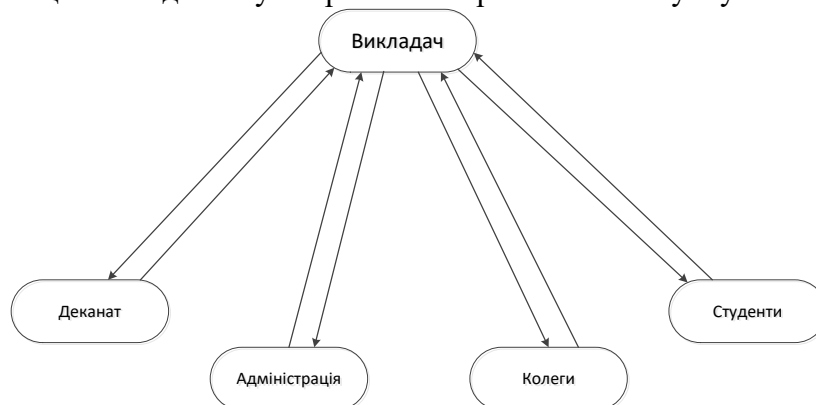 Викладач
Деканат
Студенти
Адміністрація
Колеги